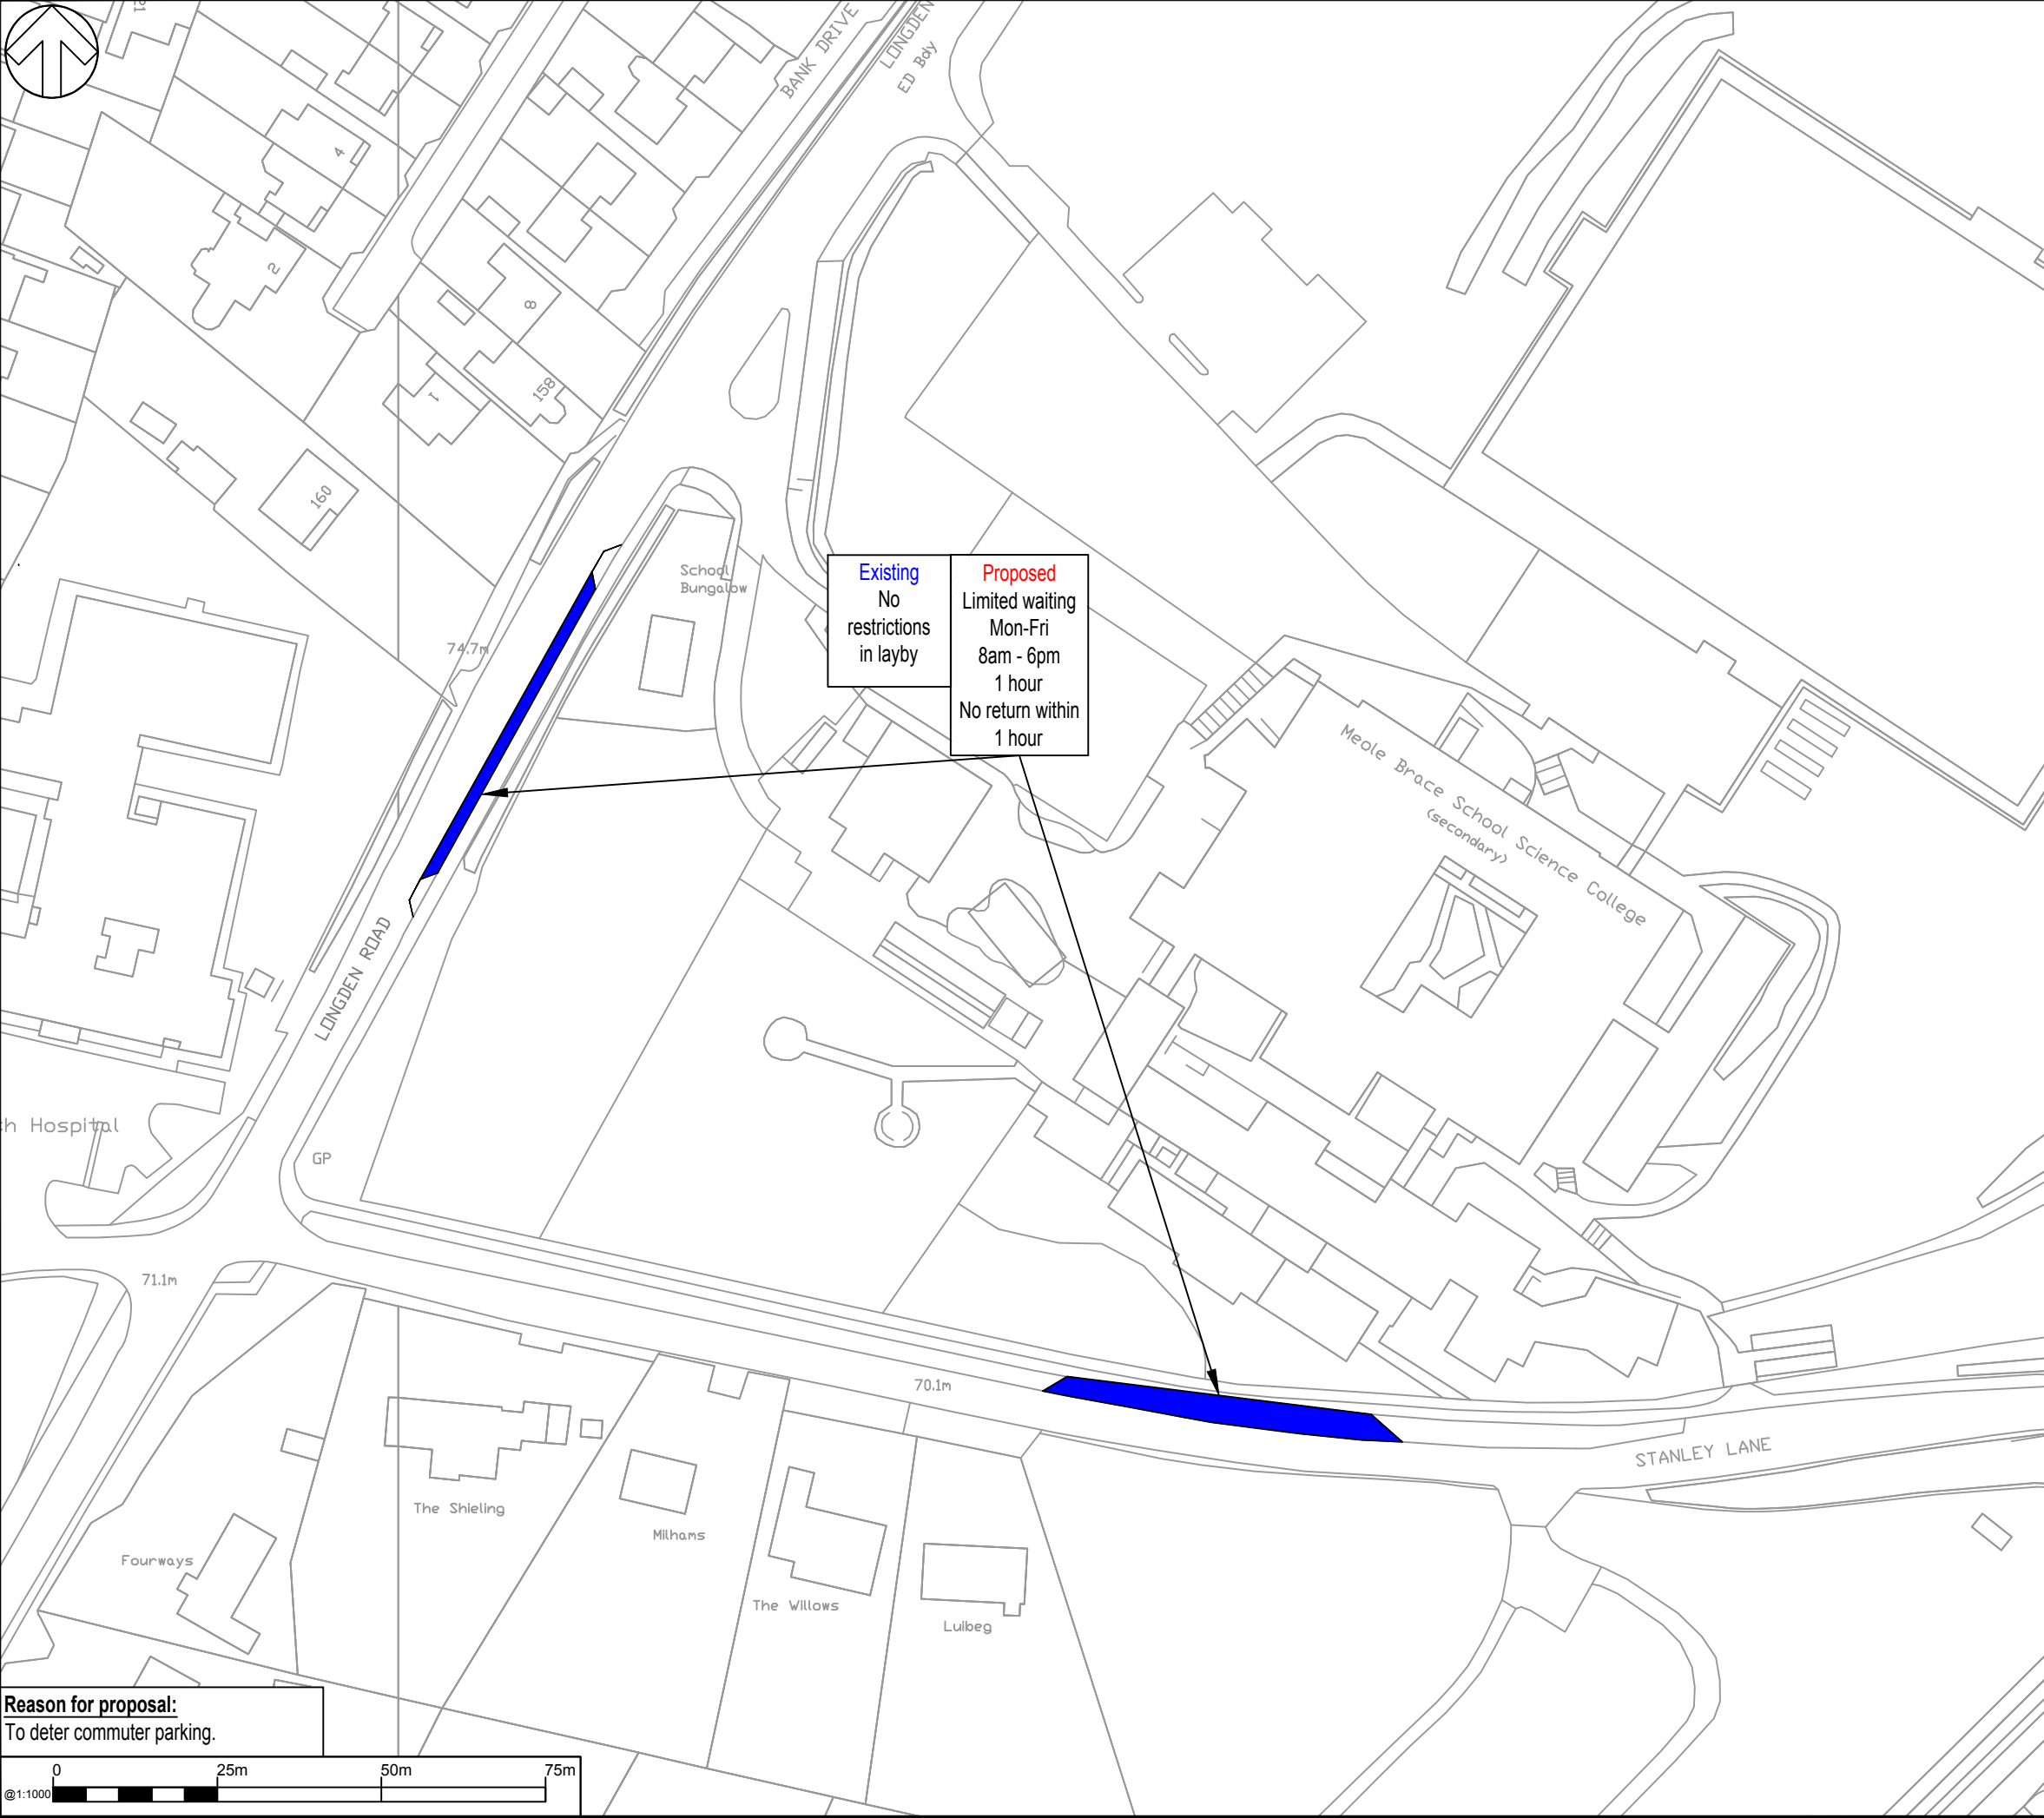 21
BANK DRIVE
LONGDEN
ED Bdy
4
2
8
1
158
160
School
Bungalow
74.7m
Existing
No
restrictions
in layby
Proposed
Limited waiting
Mon-Fri
8am - 6pm
1 hour
No return within
1 hour
Meole Brace School Science College
(secondary)
LONGDEN ROAD
ch Hospital
GP
71.1m
70.1m
STANLEY LANE
The Shieling
Milhams
Fourways
The Willows
Luibeg
Reason for proposal:
To deter commuter parking.
0 25m 50m 75m
@1:1000